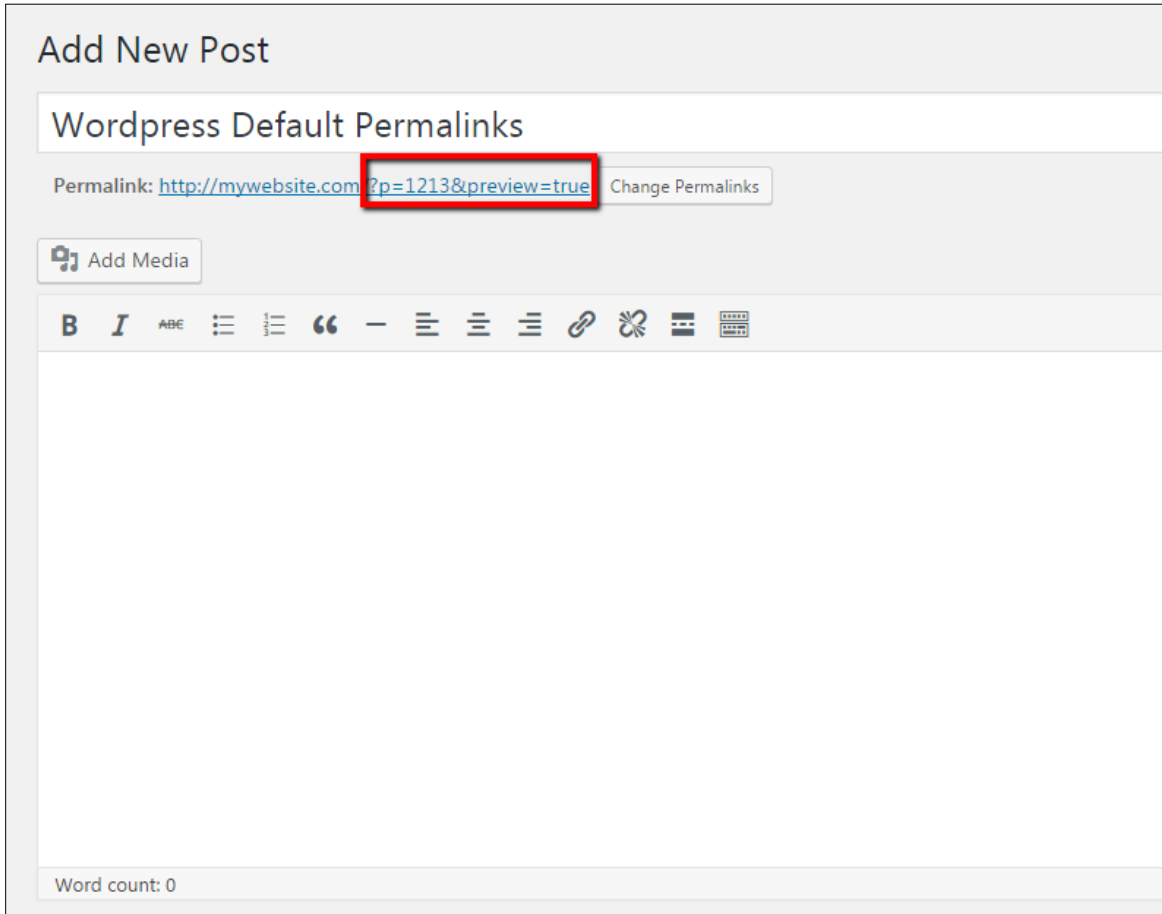 Add New Post
Wordpress Default Permalinks
Permalink: http://mywebsite.com/?p=1213&preview=true Change Permalinks
Add Media
B I ABC
Word count: 0